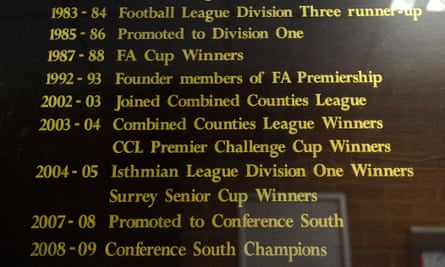 1983 - 84 Football League Division Three runner-up
1985 - 86 Promoted to Division One
1987 - 88 FA Cup Winners
1992 - 93 Founder members of FA Premiership
2002 - 03 Joined Combined Counties League
2003 - 04 Combined Counties League Winners
CCL Premier Challenge Cup Winners
2004 - 05 Isthmian League Division One Winners
Surrey Senior Cup Winners
2007 - 08 Promoted to Conference South
2008 - 09 Conference South Champions